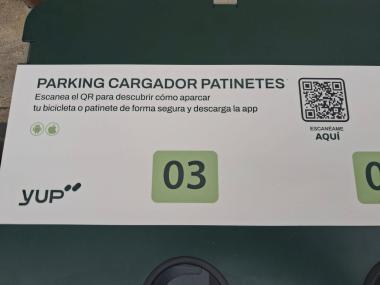 PARKING CARGADOR PATINETES
Escanea el QR para descubrir cómo aparcar
tu bicicleta o patinete de forma segura y descarga la app
ESCANÉAME
AQUÍ
03
0
YUP